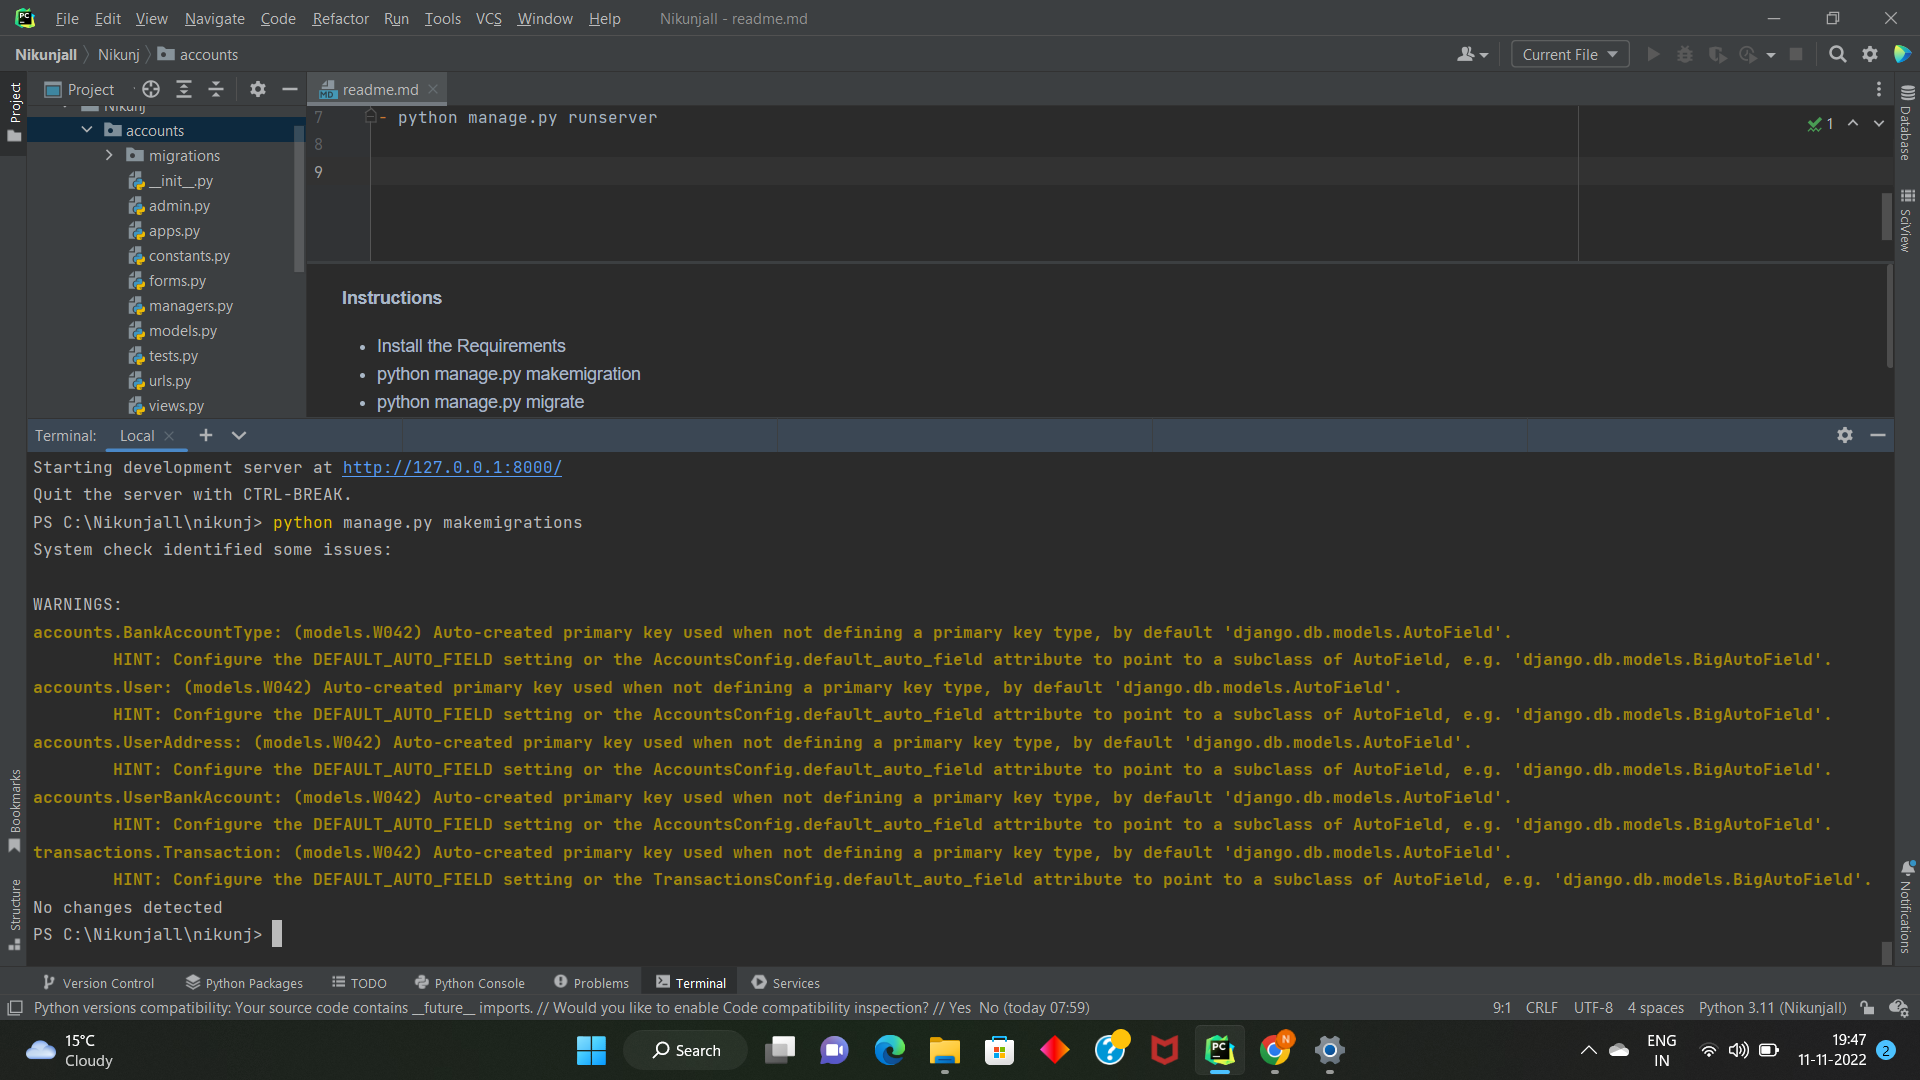 File Edit View Navigate Code Refactor Run Tools VCS Window Help Nikunjall - readme.md
Nikunjall Nikunj accounts Current File
Project readme.md
Nikunj
accounts
migrations
__init__.py
admin.py
apps.py
constants.py
forms.py
managers.py
models.py
tests.py
urls.py
views.py
7 - python manage.py runserver
8
9
1
Instructions
• Install the Requirements
• python manage.py makemigration
• python manage.py migrate
Project
Bookmarks
Structure
Database
SciView
Notifications
Terminal: Local
Starting development server at http://127.0.0.1:8000/
Quit the server with CTRL-BREAK.
PS C:\Nikunjall\nikunj> python manage.py makemigrations
System check identified some issues:
WARNINGS:
accounts.BankAccountType: (models.W042) Auto-created primary key used when not defining a primary key type, by default 'django.db.models.AutoField'.
HINT: Configure the DEFAULT_AUTO_FIELD setting or the AccountsConfig.default_auto_field attribute to point to a subclass of AutoField, e.g. 'django.db.models.BigAutoField'.
accounts.User: (models.W042) Auto-created primary key used when not defining a primary key type, by default 'django.db.models.AutoField'.
HINT: Configure the DEFAULT_AUTO_FIELD setting or the AccountsConfig.default_auto_field attribute to point to a subclass of AutoField, e.g. 'django.db.models.BigAutoField'.
accounts.UserAddress: (models.W042) Auto-created primary key used when not defining a primary key type, by default 'django.db.models.AutoField'.
HINT: Configure the DEFAULT_AUTO_FIELD setting or the AccountsConfig.default_auto_field attribute to point to a subclass of AutoField, e.g. 'django.db.models.BigAutoField'.
accounts.UserBankAccount: (models.W042) Auto-created primary key used when not defining a primary key type, by default 'django.db.models.AutoField'.
HINT: Configure the DEFAULT_AUTO_FIELD setting or the AccountsConfig.default_auto_field attribute to point to a subclass of AutoField, e.g. 'django.db.models.BigAutoField'.
transactions.Transaction: (models.W042) Auto-created primary key used when not defining a primary key type, by default 'django.db.models.AutoField'.
HINT: Configure the DEFAULT_AUTO_FIELD setting or the TransactionsConfig.default_auto_field attribute to point to a subclass of AutoField, e.g. 'django.db.models.BigAutoField'.
No changes detected
PS C:\Nikunjall\nikunj>
Version Control Python Packages TODO Python Console Problems Terminal Services
Python versions compatibility: Your source code contains __future__ imports. // Would you like to enable Code compatibility inspection? // Yes No (today 07:59) 9:1 CRLF UTF-8 4 spaces Python 3.11 (Nikunjall)
15°C
Cloudy
Search
ENG
IN
19:47
11-11-2022
2